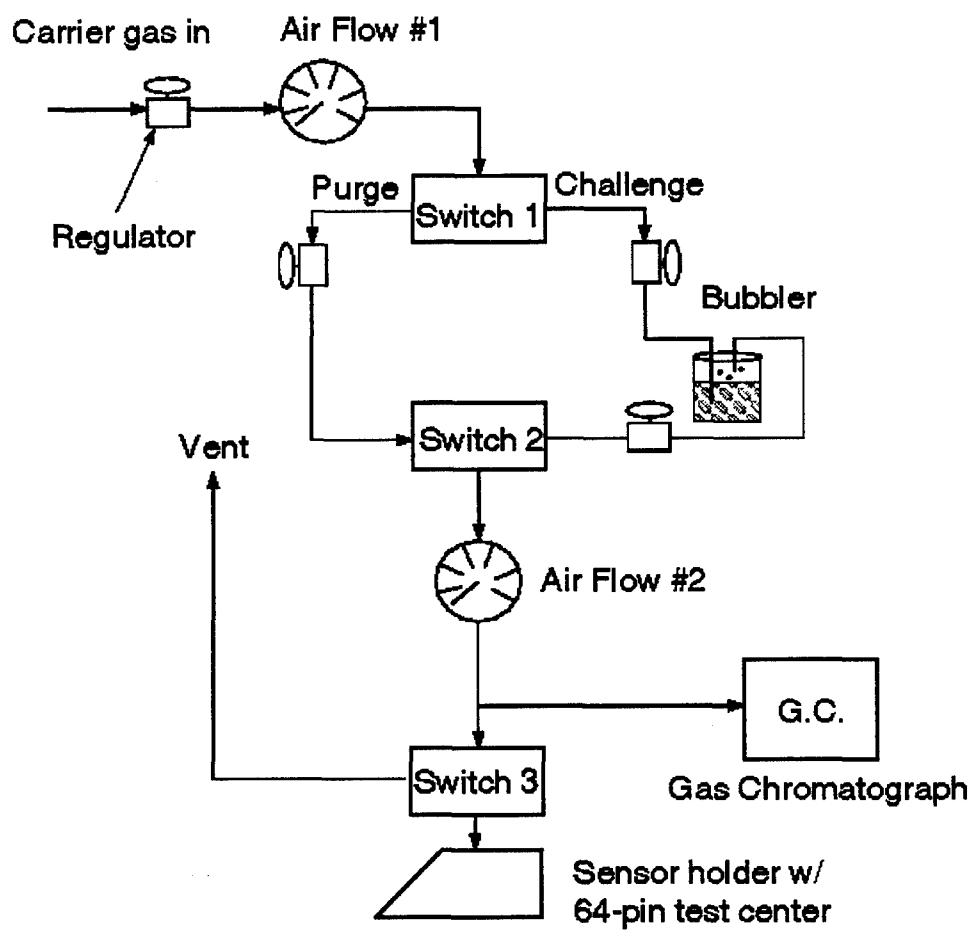 Carrier gas in
Air Flow #1
Regulator
Purge
Switch 1
Challenge
Bubbler
Switch 2
Vent
Air Flow #2
G.C.
Gas Chromatograph
Switch 3
Sensor holder w/
64-pin test center